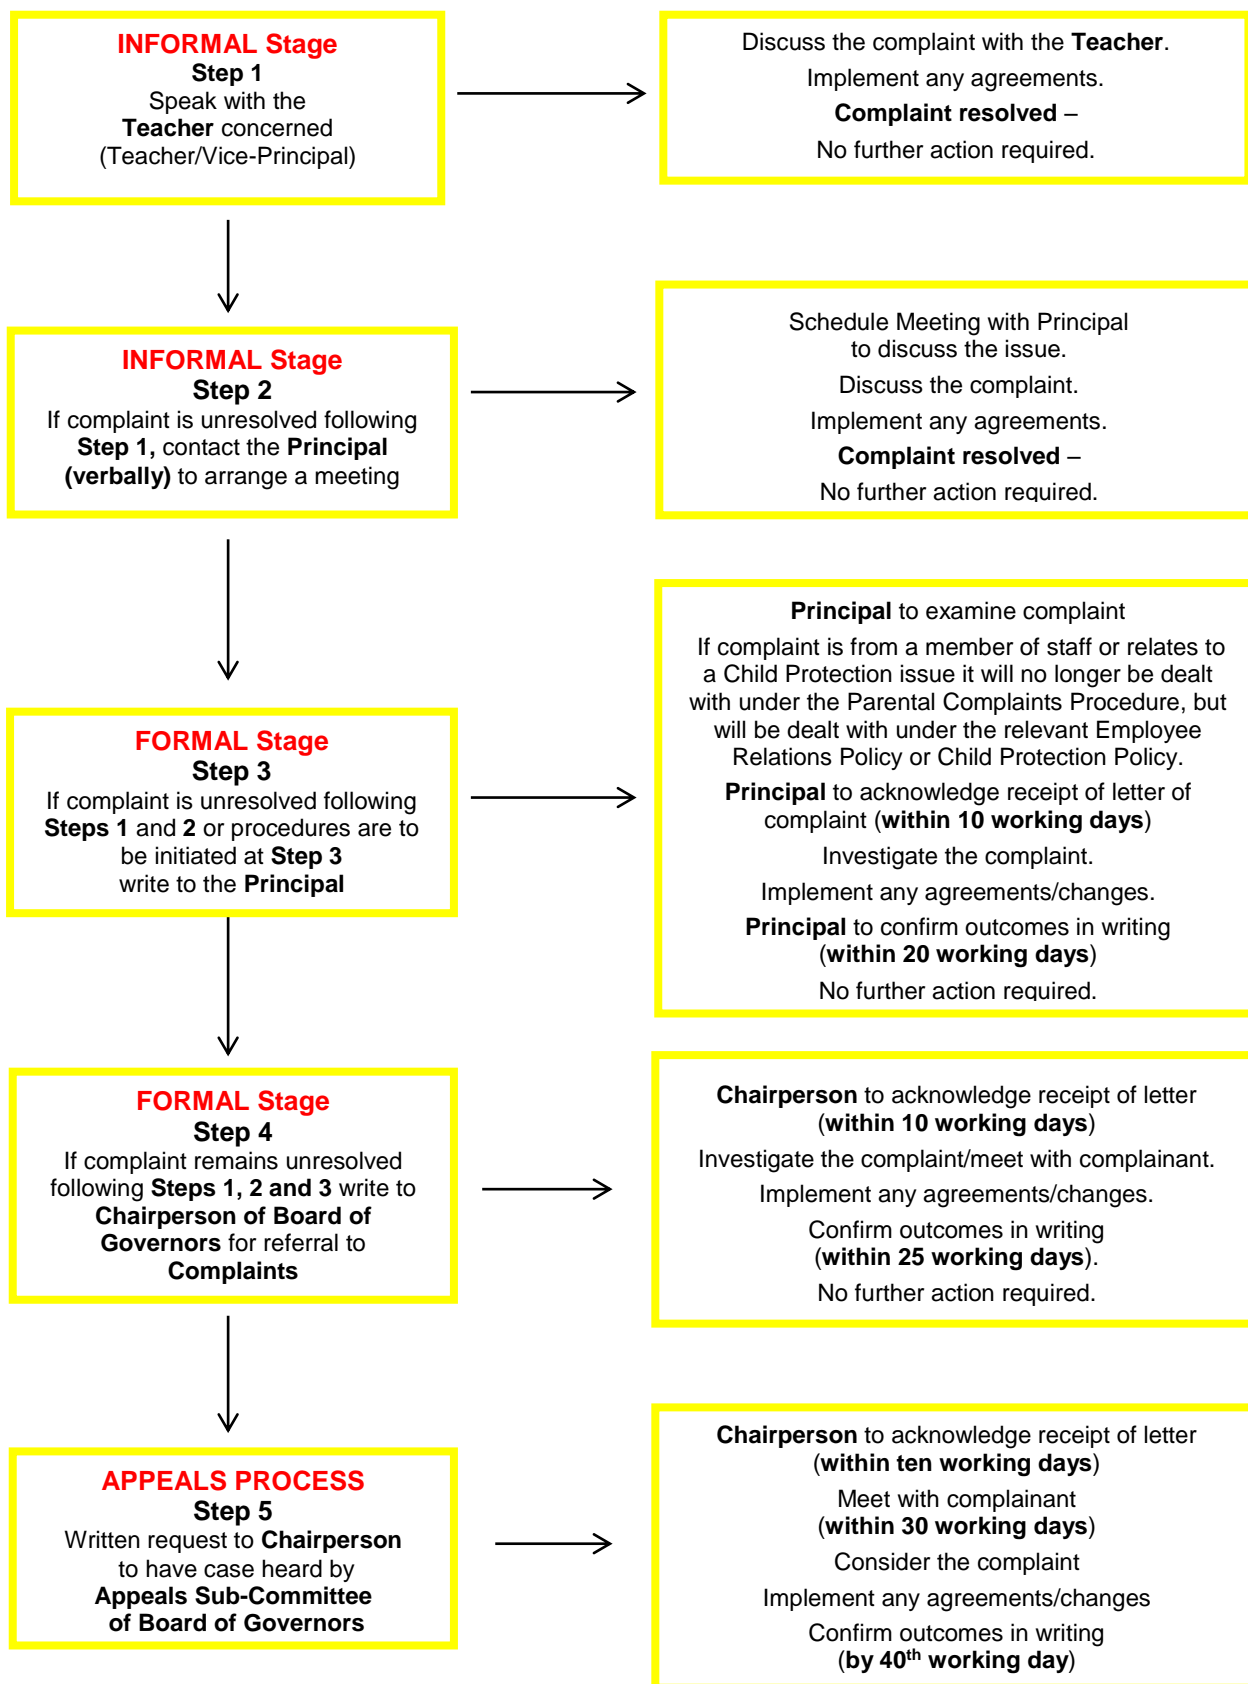 INFORMAL Stage
Step 1
Speak with the
Teacher concerned
(Teacher/Vice-Principal)
Discuss the complaint with the Teacher.
Implement any agreements.
Complaint resolved –
No further action required.
INFORMAL Stage
Step 2
If complaint is unresolved following
Step 1, contact the Principal
(verbally) to arrange a meeting
Schedule Meeting with Principal
to discuss the issue.
Discuss the complaint.
Implement any agreements.
Complaint resolved –
No further action required.
FORMAL Stage
Step 3
If complaint is unresolved following
Steps 1 and 2 or procedures are to
be initiated at Step 3
write to the Principal
Principal to examine complaint
If complaint is from a member of staff or relates to
a Child Protection issue it will no longer be dealt
with under the Parental Complaints Procedure, but
will be dealt with under the relevant Employee
Relations Policy or Child Protection Policy.
Principal to acknowledge receipt of letter of
complaint (within 10 working days)
Investigate the complaint.
Implement any agreements/changes.
Principal to confirm outcomes in writing
(within 20 working days)
No further action required.
FORMAL Stage
Step 4
If complaint remains unresolved
following Steps 1, 2 and 3 write to
Chairperson of Board of
Governors for referral to
Complaints
Chairperson to acknowledge receipt of letter
(within 10 working days)
Investigate the complaint/meet with complainant.
Implement any agreements/changes.
Confirm outcomes in writing
(within 25 working days).
No further action required.
APPEALS PROCESS
Step 5
Written request to Chairperson
to have case heard by
Appeals Sub-Committee
of Board of Governors
Chairperson to acknowledge receipt of letter
(within ten working days)
Meet with complainant
(within 30 working days)
Consider the complaint
Implement any agreements/changes
Confirm outcomes in writing
(by 40th working day)